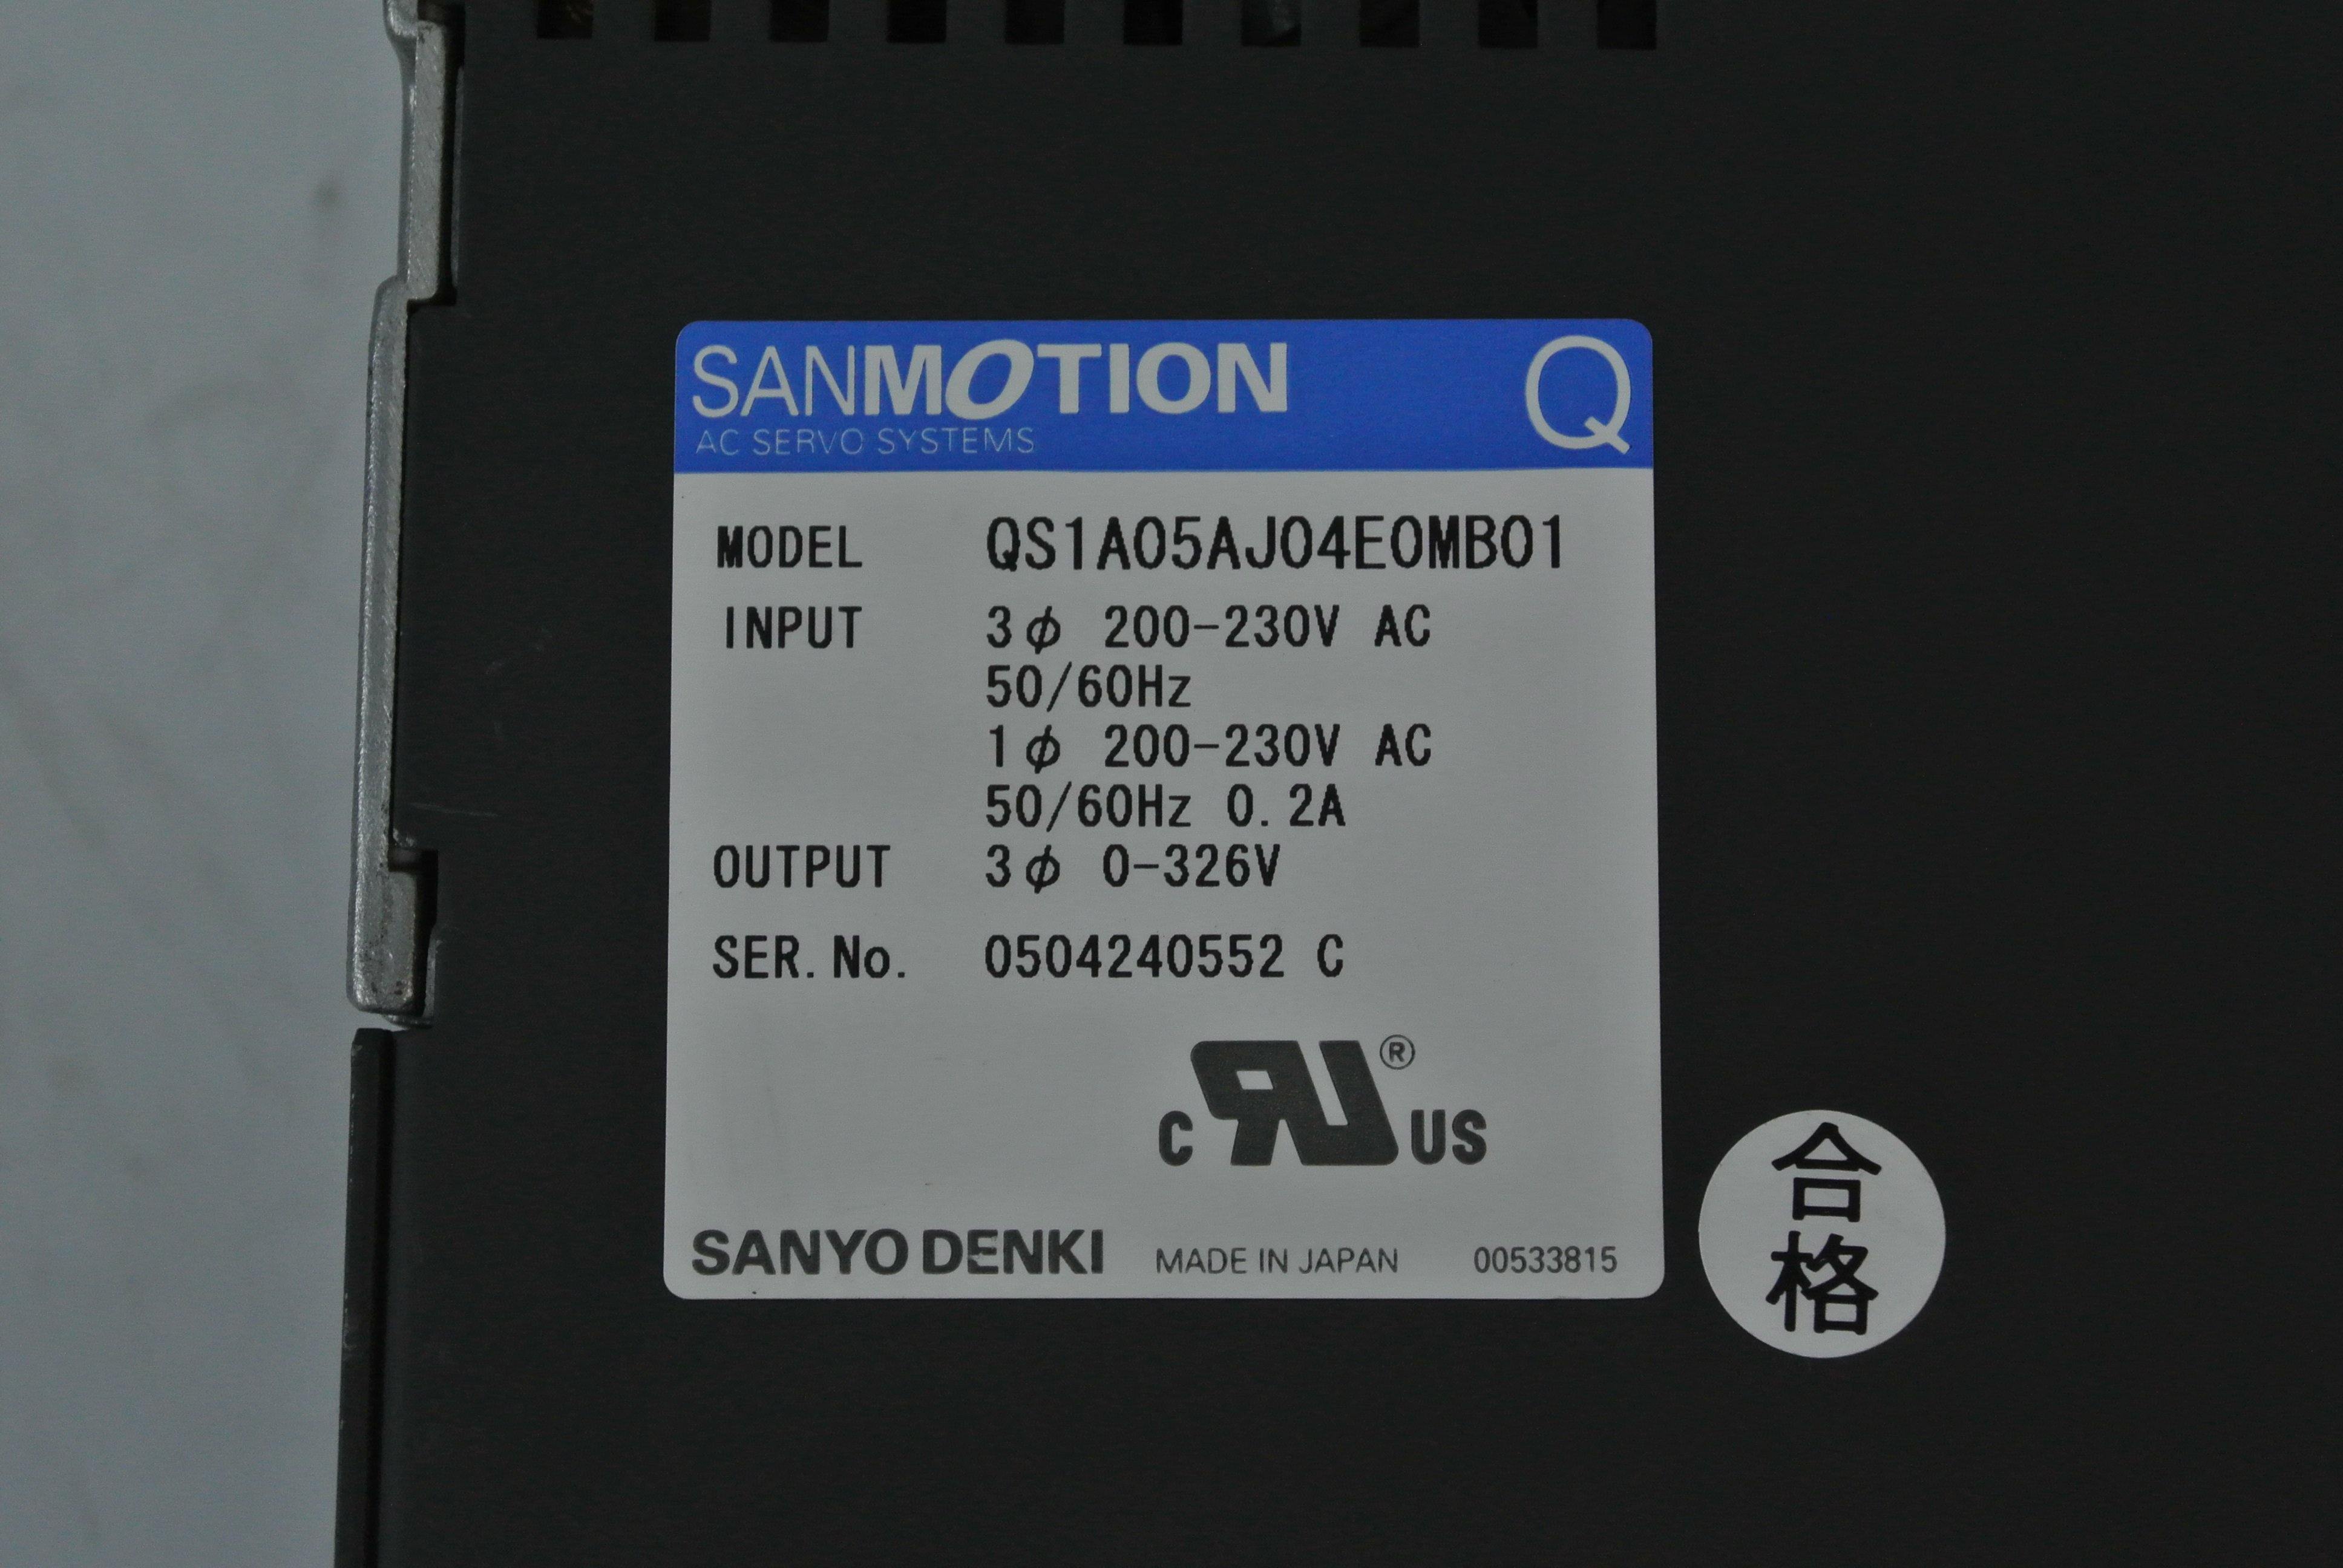 SANMOTION Q
AC SERVO SYSTEMS
MODEL QS1A05AJ04E0MB01
INPUT 3φ 200-230V AC
50/60Hz
1φ 200-230V AC
50/60Hz 0.2A
OUTPUT 3φ 0-326V
SER.No. 0504240552 C
c RU ® US
SANYO DENKI MADE IN JAPAN 00533815
合
格